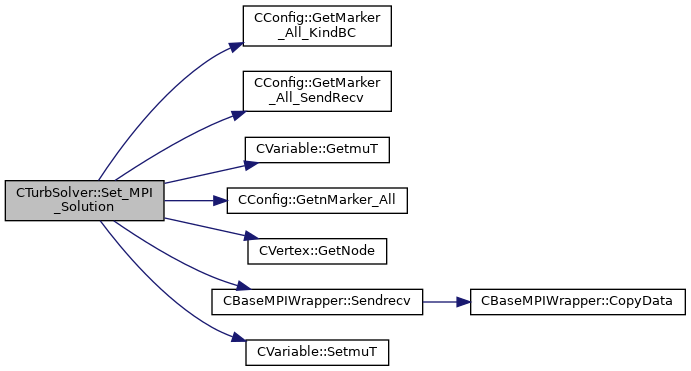 CConfig::GetMarker
_All_KindBC
CConfig::GetMarker
_All_SendRecv
CVariable::GetmuT
CTurbSolver::Set_MPI
_Solution
CConfig::GetnMarker_All
CVertex::GetNode
CBaseMPIWrapper::Sendrecv
CBaseMPIWrapper::CopyData
CVariable::SetmuT